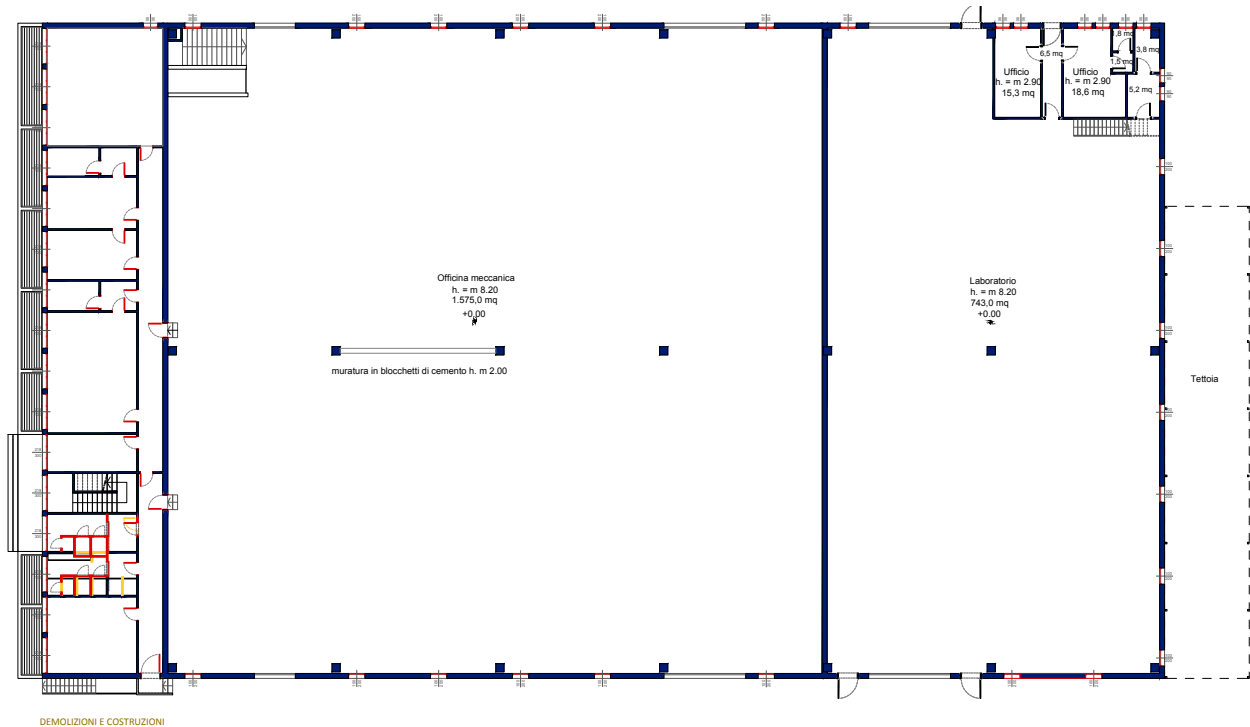 1,8 mq
6,5 mq
3,8 mq
1,5 mq
Ufficio
h. = m 2.90
15,3 mq
Ufficio
h. = m 2.90
18,6 mq
5,2 mq
Officina meccanica
h. = m 8.20
1.575,0 mq
+0.00
Laboratorio
h. = m 8.20
743,0 mq
+0.00
muratura in blocchetti di cemento h. m 2.00
Tettoia
DEMOLIZIONI E COSTRUZIONI